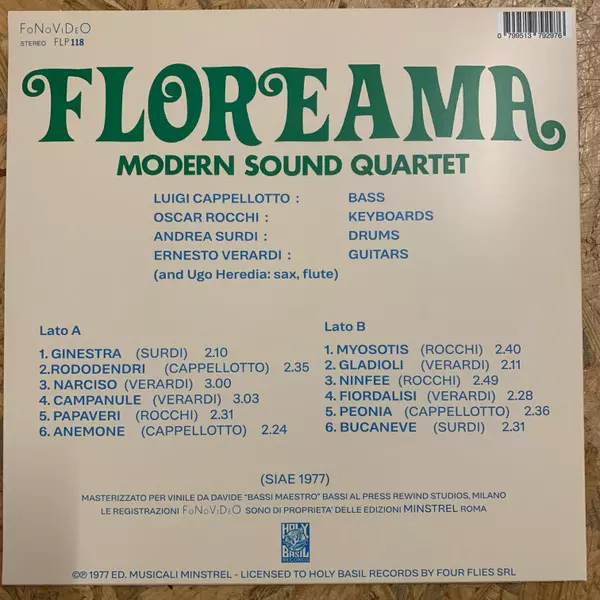 FoNoViDeO
STEREO FLP 118
0 799513 792976
FLOREAMA
MODERN SOUND QUARTET
LUIGI CAPPELLOTTO : BASS
OSCAR ROCCHI : KEYBOARDS
ANDREA SURDI : DRUMS
ERNESTO VERARDI : GUITARS
(and Ugo Heredia: sax, flute)
Lato A
1. GINESTRA (SURDI) 2.10
2.RODODENDRI (CAPPELLOTTO) 2.35
3. NARCISO (VERARDI) 3.00
4. CAMPANULE (VERARDI) 3.03
5. PAPAVERI (ROCCHI) 2.31
6. ANEMONE (CAPPELLOTTO) 2.24
Lato B
1. MYOSOTIS (ROCCHI) 2.40
2. GLADIOLI (VERARDI) 2.11
3. NINFEE (ROCCHI) 2.49
4. FIORDALISI (VERARDI) 2.28
5. PEONIA (CAPPELLOTTO) 2.36
6. BUCANEVE (SURDI) 2.31
(SIAE 1977)
MASTERIZZATO PER VINILE DA DAVIDE "BASSI MAESTRO" BASSI AL PRESS REWIND STUDIOS, MILANO
LE REGISTRAZIONI FoNoViDeO SONO DI PROPRIETA' DELLE EDIZIONI MINSTREL ROMA
HOLY
BASIL
RECORDS
©℗ 1977 ED. MUSICALI MINSTREL - LICENSED TO HOLY BASIL RECORDS BY FOUR FLIES SRL